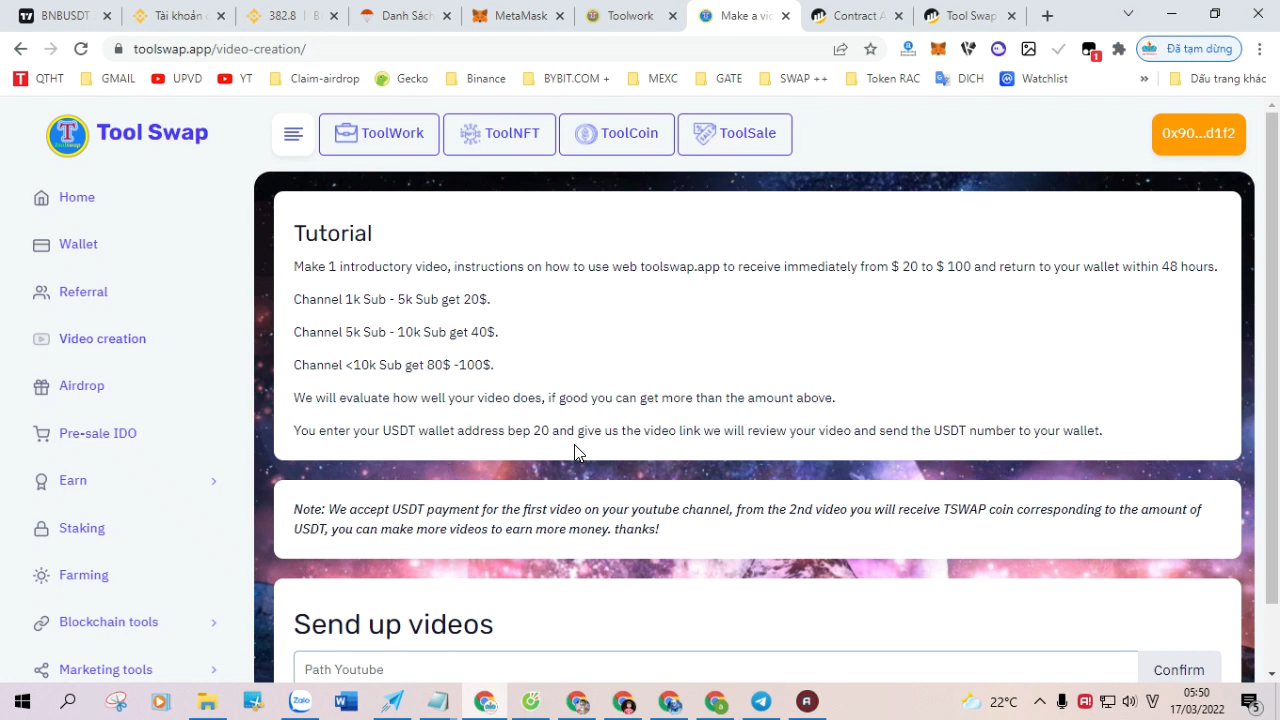 BNBUSDT
Tài khoản
382.8 | B
Danh Sác
MetaMask
Toolwork
Make a vi
Contract A
Tool Swap
toolswap.app/video-creation/
1
Đã tạm dừng
QTHT
GMAIL
UPVD
YT
Claim-airdrop
Gecko
Binance
BYBIT.COM +
MEXC
GATE
SWAP ++
Token RAC
DICH
Watchlist
»
Dấu trang khác
Tool Swap
ToolWork
ToolNFT
ToolCoin
ToolSale
0x90...d1f2
Home
Wallet
Referral
Video creation
Airdrop
Pre-sale IDO
Earn
Staking
Farming
Blockchain tools
Marketing tools
Tutorial
Make 1 introductory video, instructions on how to use web toolswap.app to receive immediately from $ 20 to $ 100 and return to your wallet within 48 hours.
Channel 1k Sub - 5k Sub get 20$.
Channel 5k Sub - 10k Sub get 40$.
Channel <10k Sub get 80$ -100$.
We will evaluate how well your video does, if good you can get more than the amount above.
You enter your USDT wallet address bep 20 and give us the video link we will review your video and send the USDT number to your wallet.
Note: We accept USDT payment for the first video on your youtube channel, from the 2nd video you will receive TSWAP coin corresponding to the amount of
USDT, you can make more videos to earn more money. thanks!
Send up videos
Path Youtube
Confirm
Zalo
22°C
05:50
17/03/2022
5